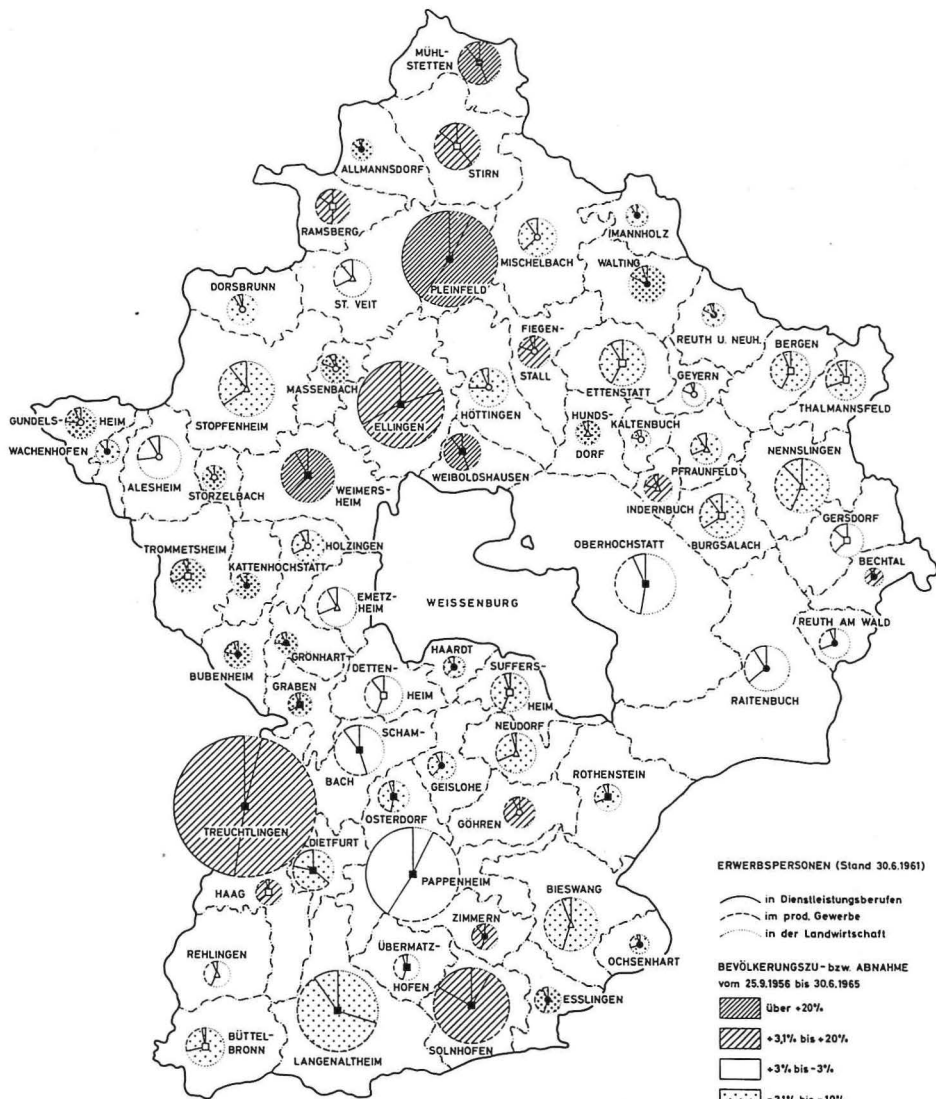 MÜHL-
STETTEN
ALLMANNSDORF
STIRN
RAMSBERG
IMANNHOLZ
MISCHELBACH
WALTING
PLEINFELD
DORSBRUNN
ST. VEIT
FIEGEN-
STALL
REUTH U. NEUH.
BERGEN
MASSENBACH
ETTENSTATT
GEYERN
THALMANNSFELD
GUNDELS-
HEIM
STOPFENHEIM
ELLINGEN
HÖTTINGEN
HUNDS-
DORF
KALTENBUCH
WACHENHOFEN
PFRAUNFELD
NENNSLINGEN
ALESHEIM
STÖRZELBACH
WEIMERS-
HEIM
WEIBOLDSHAUSEN
INDERNBUCH
BURGSALACH
GERSDORF
TROMMETSHEIM
HOLZINGEN
OBERHOCHSTATT
BECHTAL
KATTENHOCHSTATT
EMETZ-
HEIM
WEISSENBURG
REUTH AM WALD
BUBENHEIM
GRÖNHART
HAARDT
RAITENBUCH
GRABEN
DETTEN-
HEIM
SUFFERS-
HEIM
SCHAM-
BACH
NEUDORF
GEISLOHE
ROTHENSTEIN
OSTERDORF
GÖHREN
TREUCHTLINGEN
DIETFURT
PAPPENHEIM
BIESWANG
HAAG
ZIMMERN
REHLINGEN
ÜBERMATZ-
HOFEN
OCHSENHART
ESSLINGEN
BÜTTEL-
BRONN
LANGENALTHEIM
SOLNHOFEN
ERWERBSPERSONEN (Stand 30.6.1961)
in Dienstleistungsberufen
im prod. Gewerbe
in der Landwirtschaft
BEVÖLKERUNGSZU- bzw. ABNAHME
vom 25.9.1956 bis 30.6.1965
über +20%
+3,1% bis +20%
+3% bis -3%
-3,1% bis -10%